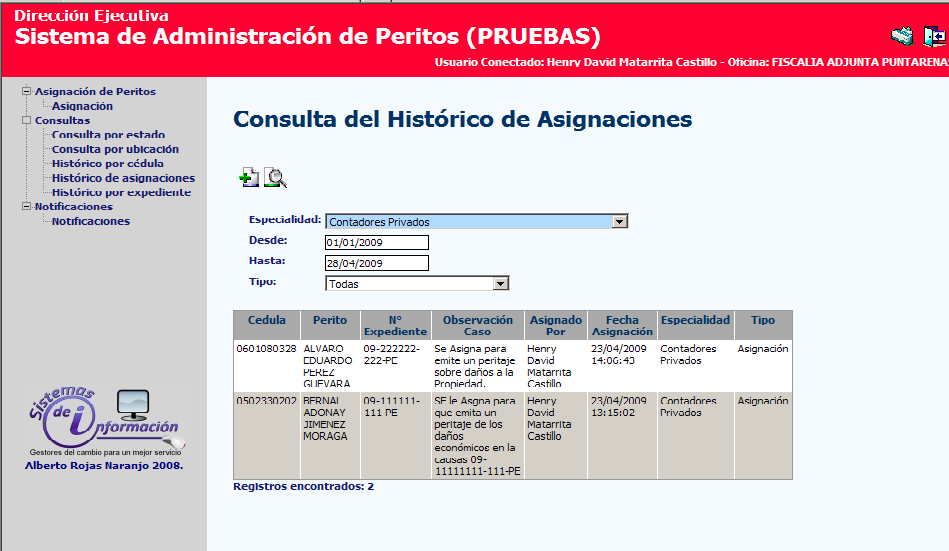 Dirección Ejecutiva
Sistema de Administración de Peritos (PRUEBAS)
Usuario Conectado: Henry David Matarrita Castillo - Oficina: FISCALIA ADJUNTA PUNTARENAS
Asignación de Peritos
Asignación
Consultas
Consulta por estado
Consulta por ubicación
Histórico por cédula
Histórico de asignaciones
Histórico por expediente
Notificaciones
Notificaciones
Sistemas
de
información
Gestores del cambio para un mejor servicio
Alberto Rojas Naranjo 2008.
Consulta del Histórico de Asignaciones
Especialidad: Contadores Privados
Desde: 01/01/2009
Hasta: 28/04/2009
Tipo: Todas
Cedula Perito N° Expediente Observación Caso Asignado Por Fecha Asignación Especialidad Tipo
0601080328 ALVARO EDUARDO PEREZ GUEVARA 09-222222-222-PE Se Asigna para emite un peritaje sobre daños a la Propiedad. Henry David Matarrita Castillo 23/04/2009 14:06:43 Contadores Privados Asignación
0502330202 BERNAL ADONAY JIMENEZ MORAGA 09-111111-111-PE SE le Asgna para que emita un peritaje de los daños económicos en la causas 09-11111111-111-PE Henry David Matarrita Castillo 23/04/2009 13:15:02 Contadores Privados Asignación
Registros encontrados: 2